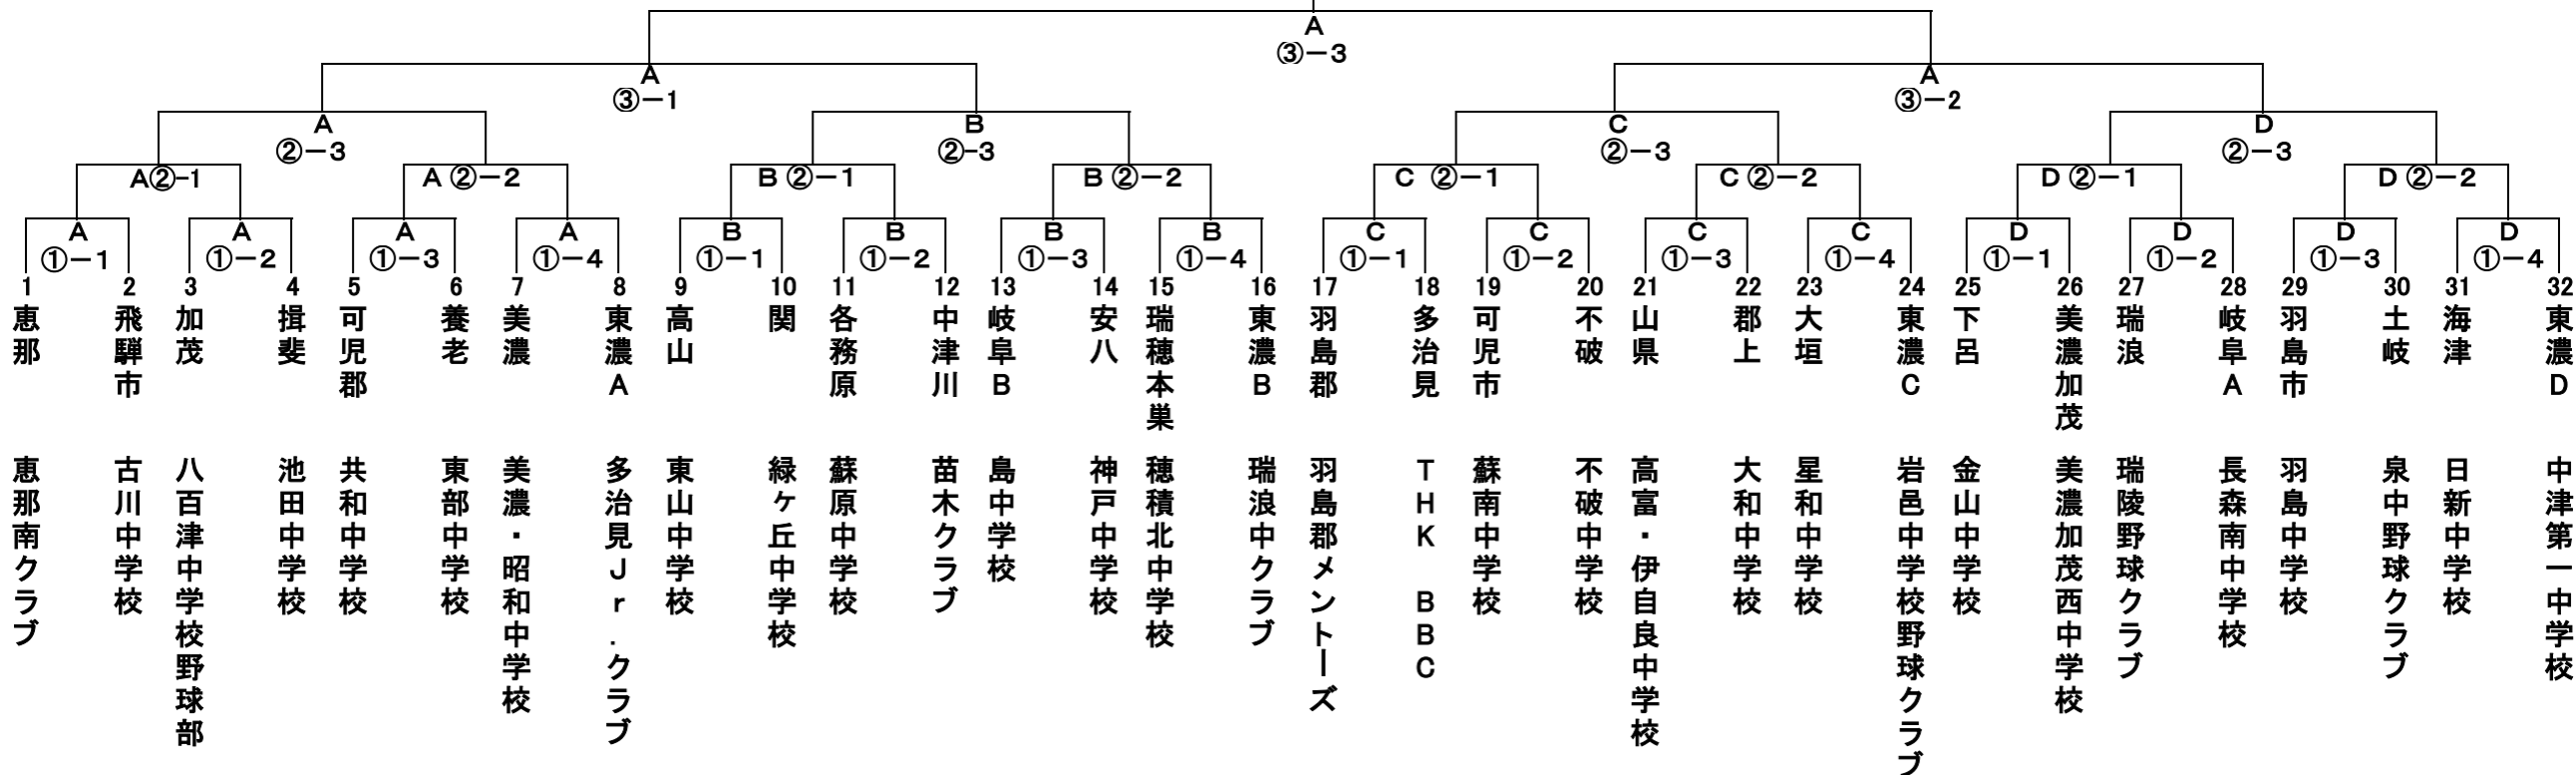 A
③－3
A
③－1
A
③－2
A
②－3
B
②-3
C
②－3
D
②－3
A②-1
A②－2
B②－1
B②－2
C ②－1
C②－2
D②－1
D②－2
A
①－1
A
①－2
A
①－3
A
①－4
B
①－1
B
①－2
B
①－3
B
①－4
C
①－1
C
①－2
C
①－3
C
①－4
D
①－1
D
①－2
D
①－3
D
①－4
1
恵那
恵那南クラブ
2
飛騨市
古川中学校
3
加茂
八百津中学校野球部
4
揖斐
池田中学校
5
可児郡
共和中学校
6
養老
東部中学校
7
美濃
美濃・昭和中学校
8
東濃A
多治見Jr.クラブ
9
高山
東山中学校
10
関
緑ヶ丘中学校
11
各務原
蘇原中学校
12
中津川
苗木クラブ
13
岐阜B
島中学校
14
安八
神戸中学校
15
瑞穂本巣
穂積北中学校
16
東濃B
瑞浪中クラブ
17
羽島郡
羽島郡メントーズ
18
多治見
THK BBC
19
可児市
蘇南中学校
20
不破
不破中学校
21
山県
高富・伊自良中学校
22
郡上
大和中学校
23
大垣
星和中学校
24
東濃C
岩邑中学校野球クラブ
25
下呂
金山中学校
26
美濃加茂
美濃加茂西中学校
27
瑞浪
瑞陵野球クラブ
28
岐阜A
長森南中学校
29
羽島市
羽島中学校
30
土岐
泉中野球クラブ
31
海津
日新中学校
32
東濃D
中津第一中学校